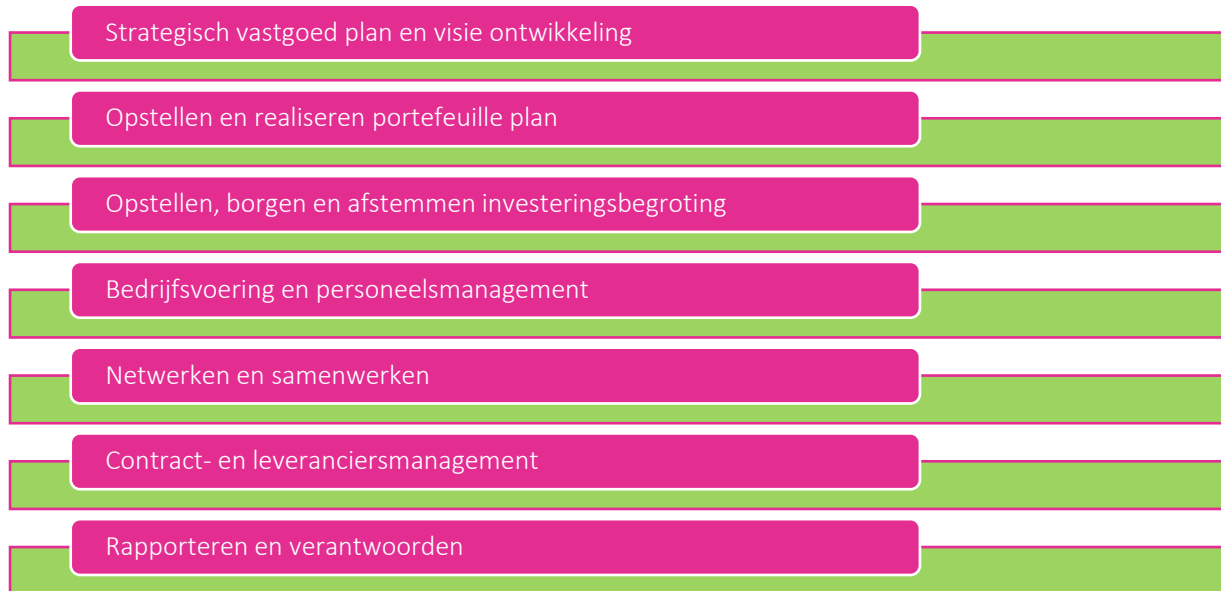 Strategisch vastgoed plan en visie ontwikkeling
Opstellen en realiseren portefeuille plan
Opstellen, borgen en afstemmen investeringsbegroting
Bedrijfsvoering en personeelsmanagement
Netwerken en samenwerken
Contract- en leveranciersmanagement
Rapporteren en verantwoorden